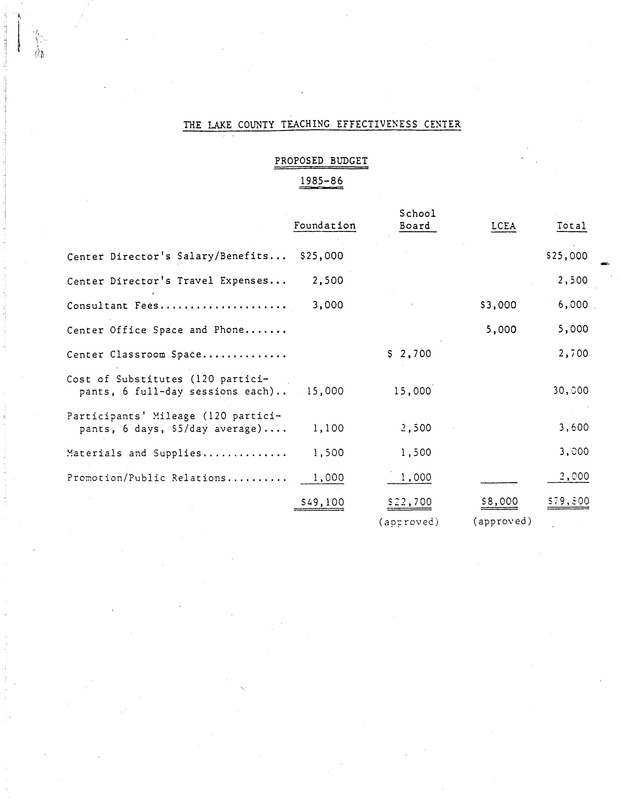 THE LAKE COUNTY TEACHING EFFECTIVENESS CENTER
PROPOSED BUDGET
1985-86
School
Foundation Board LCEA Total
Center Director's Salary/Benefits... $25,000 $25,000
Center Director's Travel Expenses... 2,500 2,500
Consultant Fees..................... 3,000 $3,000 6,000
Center Office Space and Phone....... 5,000 5,000
Center Classroom Space.............. $ 2,700 2,700
Cost of Substitutes (120 partici-
pants, 6 full-day sessions each).. 15,000 15,000 30,000
Participants' Mileage (120 partici-
pants, 6 days, $5/day average).... 1,100 2,500 3,600
Materials and Supplies.............. 1,500 1,500 3,000
Promotion/Public Relations.......... 1,000 1,000 2,000
$49,100 $22,700 $8,000 $79,800
(approved) (approved)